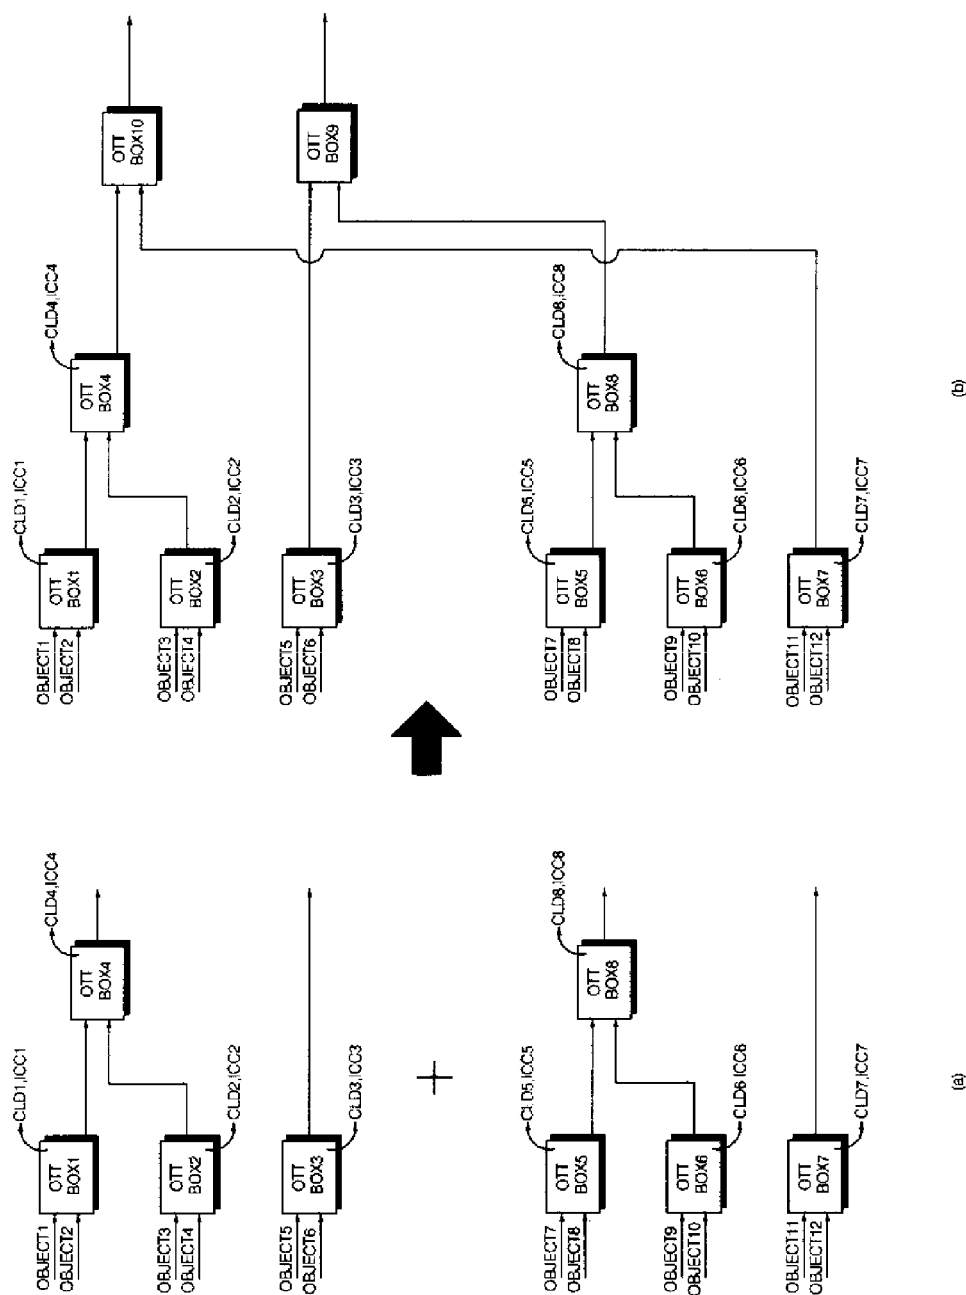 OTT
BOX10
OTT
BOX9
CLD4,ICC4
OTT
BOX4
CLD8,ICC8
OTT
BOX8
CLD1,ICC1
OTT
BOX1
OBJECT1
OBJECT2
CLD2,ICC2
OTT
BOX2
OBJECT3
OBJECT4
CLD3,ICC3
OTT
BOX3
OBJECT5
OBJECT6
CLD5,ICC5
OTT
BOX5
OBJECT7
OBJECT8
CLD6,ICC6
OTT
BOX6
OBJECT9
OBJECT10
CLD7,ICC7
OTT
BOX7
OBJECT11
OBJECT12
(b)
CLD4,ICC4
OTT
BOX4
CLD8,ICC8
OTT
BOX8
CLD1,ICC1
OTT
BOX1
OBJECT1
OBJECT2
CLD2,ICC2
OTT
BOX2
OBJECT3
OBJECT4
CLD3,ICC3
OTT
BOX3
OBJECT5
OBJECT6
+
CLD5,ICC5
OTT
BOX5
OBJECT7
OBJECT8
CLD6,ICC6
OTT
BOX6
OBJECT9
OBJECT10
CLD7,ICC7
OTT
BOX7
OBJECT11
OBJECT12
(a)